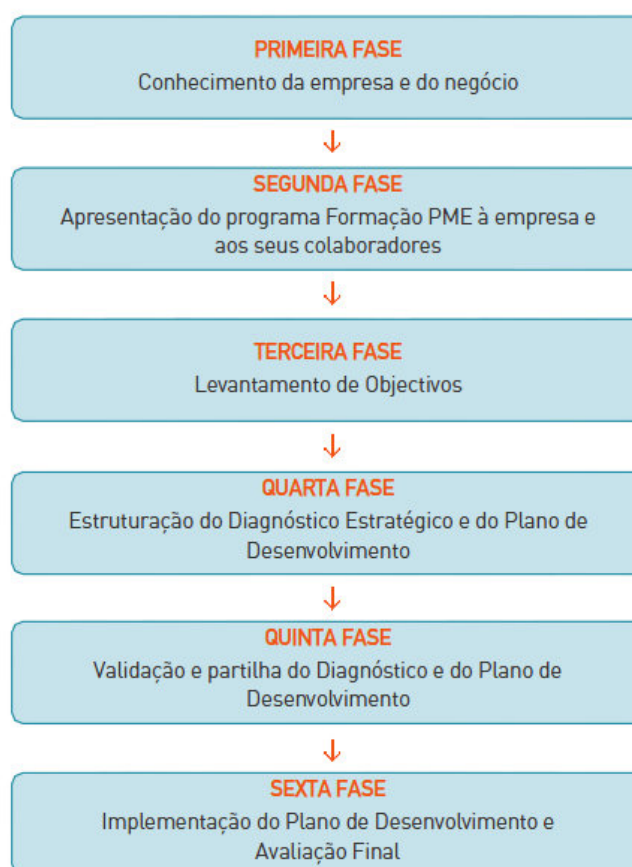 PRIMEIRA FASE
Conhecimento da empresa e do negócio
SEGUNDA FASE
Apresentação do programa Formação PME à empresa e
aos seus colaboradores
TERCEIRA FASE
Levantamento de Objectivos
QUARTA FASE
Estruturação do Diagnóstico Estratégico e do Plano de
Desenvolvimento
QUINTA FASE
Validação e partilha do Diagnóstico e do Plano de
Desenvolvimento
SEXTA FASE
Implementação do Plano de Desenvolvimento e
Avaliação Final